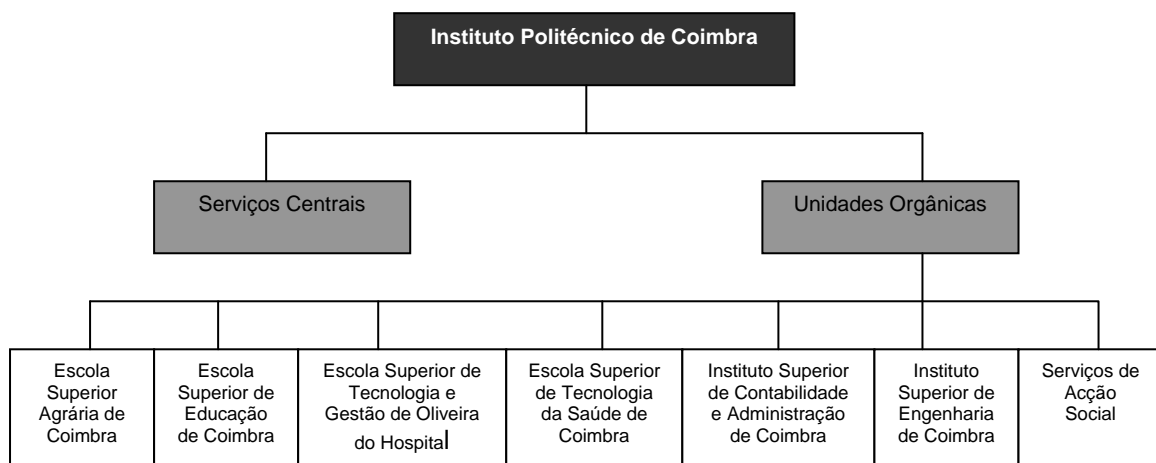 Instituto Politécnico de Coimbra
Serviços Centrais
Unidades Orgânicas
Escola
Superior
Agrária de
Coimbra
Escola
Superior de
Educação
de Coimbra
Escola Superior de
Tecnologia e
Gestão de Oliveira
do Hospital
Escola Superior
de Tecnologia
da Saúde de
Coimbra
Instituto Superior
de Contabilidade
e Administração
de Coimbra
Instituto
Superior de
Engenharia
de Coimbra
Serviços de
Acção
Social